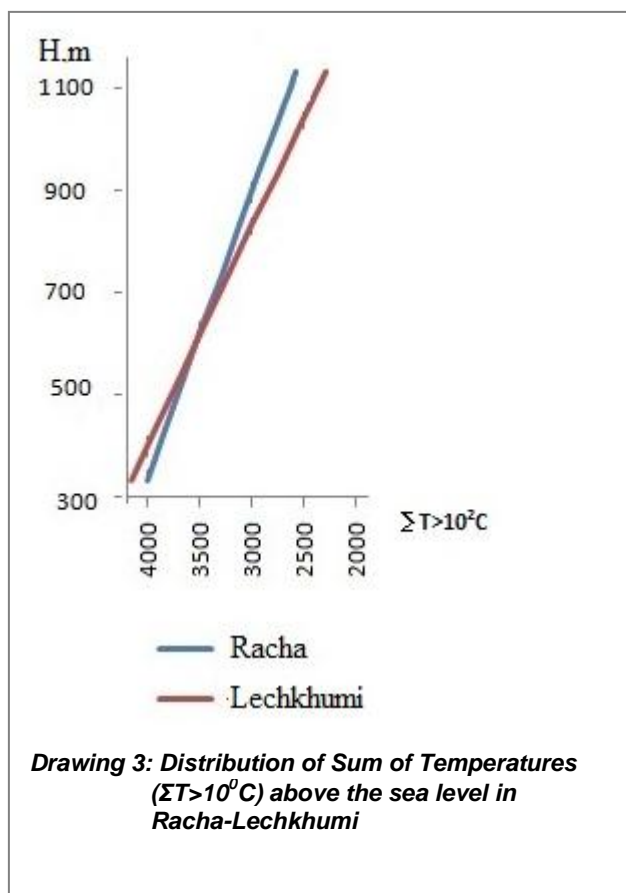 H.m
1100
900
700
500
300
4000
3500
3000
2500
2000
∑T>10²C
Racha
Lechkhumi
Drawing 3: Distribution of Sum of Temperatures
(ΣT>10⁰C) above the sea level in
Racha-Lechkhumi